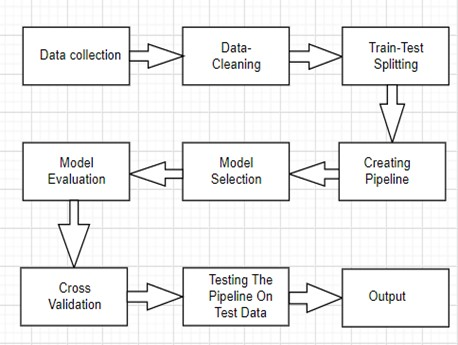 Data collection
Data-
Cleaning
Train-Test
Splitting
Creating
Pipeline
Model
Selection
Model
Evaluation
Cross
Validation
Testing The
Pipeline On
Test Data
Output